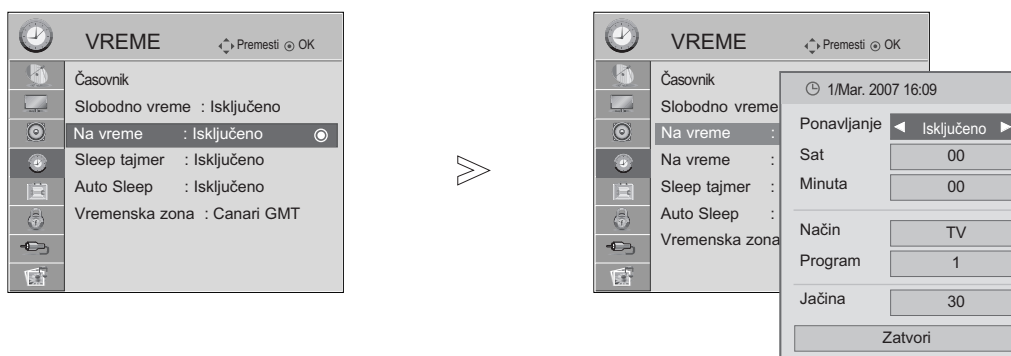 VREME Premesti OK
Časovnik
Slobodno vreme : Isključeno
Na vreme : Isključeno
Sleep tajmer : Isključeno
Auto Sleep : Isključeno
Vremenska zona : Canari GMT
VREME Premesti OK
Časovnik
Slobodno vreme
Na vreme :
Na vreme :
Sleep tajmer :
Auto Sleep :
Vremenska zona
1/Mar. 2007 16:09
Ponavljanje ◄ Isključeno ►
Sat 00
Minuta 00
Način TV
Program 1
Jačina 30
Zatvori